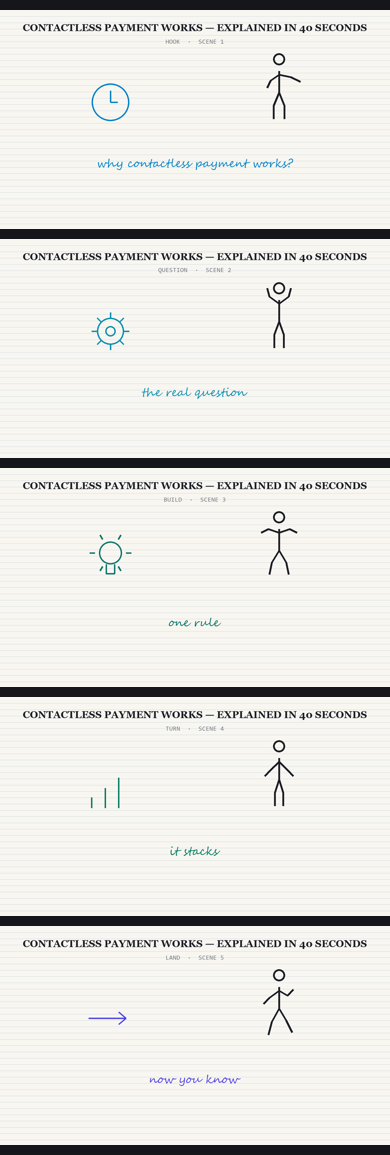 CONTACTLESS PAYMENT WORKS — EXPLAINED IN 40 SECONDS
HOOK - SCENE 1
why contactless payment works?
CONTACTLESS PAYMENT WORKS — EXPLAINED IN 40 SECONDS
QUESTION - SCENE 2
the real question
CONTACTLESS PAYMENT WORKS — EXPLAINED IN 40 SECONDS
BUILD - SCENE 3
one rule
CONTACTLESS PAYMENT WORKS — EXPLAINED IN 40 SECONDS
TURN - SCENE 4
it stacks
CONTACTLESS PAYMENT WORKS — EXPLAINED IN 40 SECONDS
LAND - SCENE 5
now you know